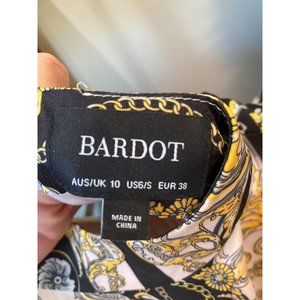 BARDOT
AUS/UK 10 US6/S EUR 38
MADE IN
CHINA